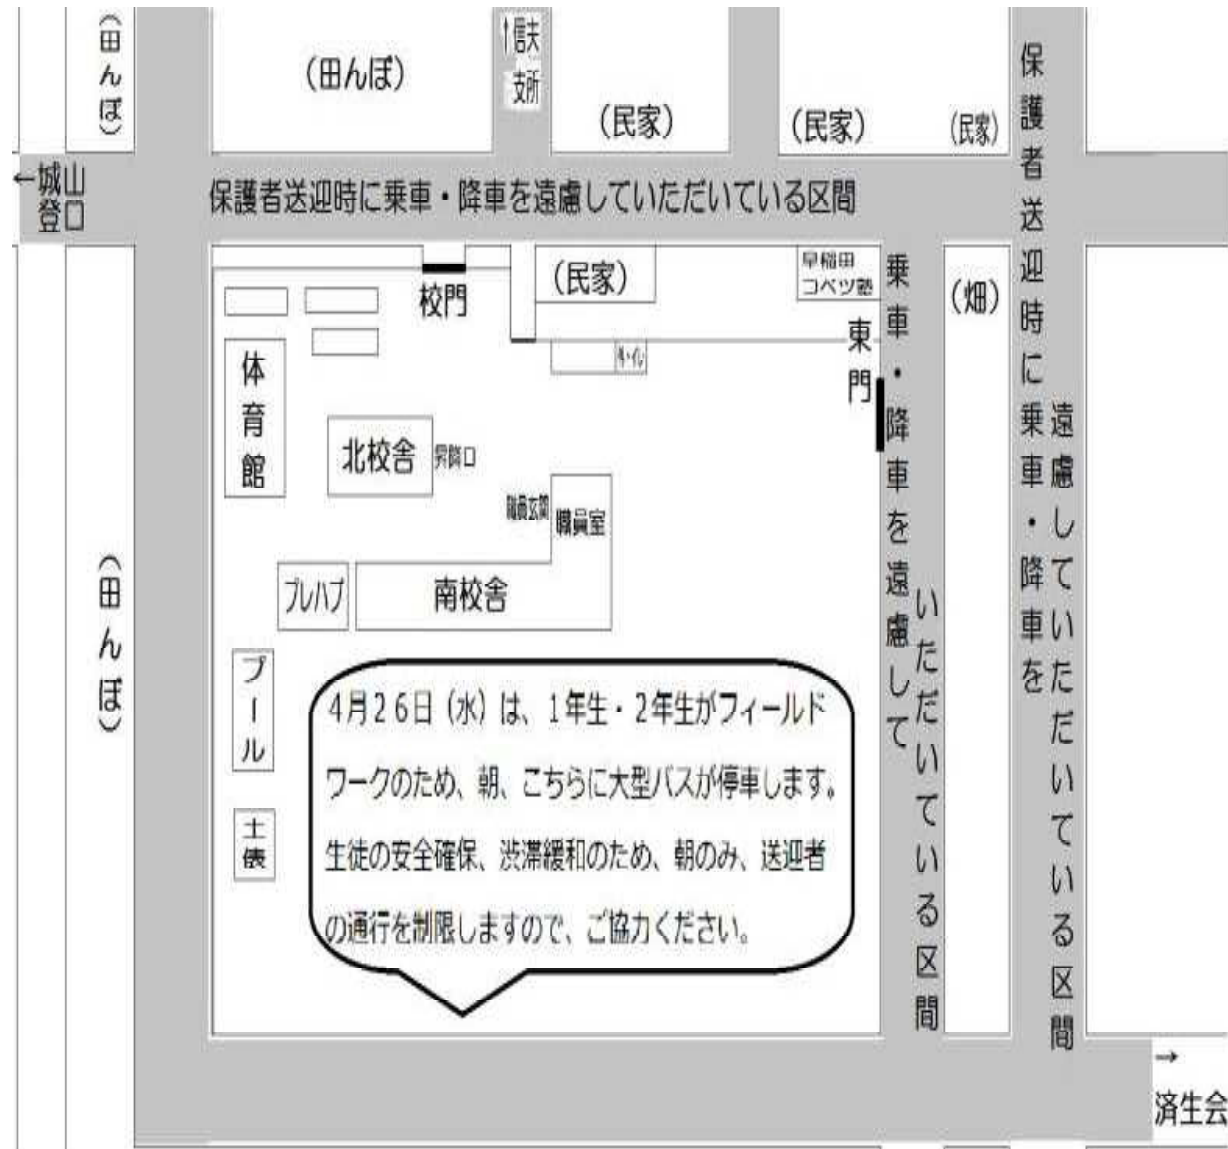 （田んぼ）
（田んぼ）
↑信夫
支所
（民家）
（民家）
（民家）
←城山
登口
保護者送迎時に乗車・降車を遠慮していただいている区間
保護者送迎時に乗車・降車を
遠慮していただいている区間
校門
（民家）
早稲田
コベツ塾
乗車・降車を遠慮して
いただいている区間
（畑）
東門
体育館
北校舎
昇降口
職員玄関
職員室
プレハブ
南校舎
（田んぼ）
プール
土俵
4月26日（水）は、1年生・2年生がフィールド
ワークのため、朝、こちらに大型バスが停車します。
生徒の安全確保、渋滞緩和のため、朝のみ、送迎者
の通行を制限しますので、ご協力ください。
→
済生会